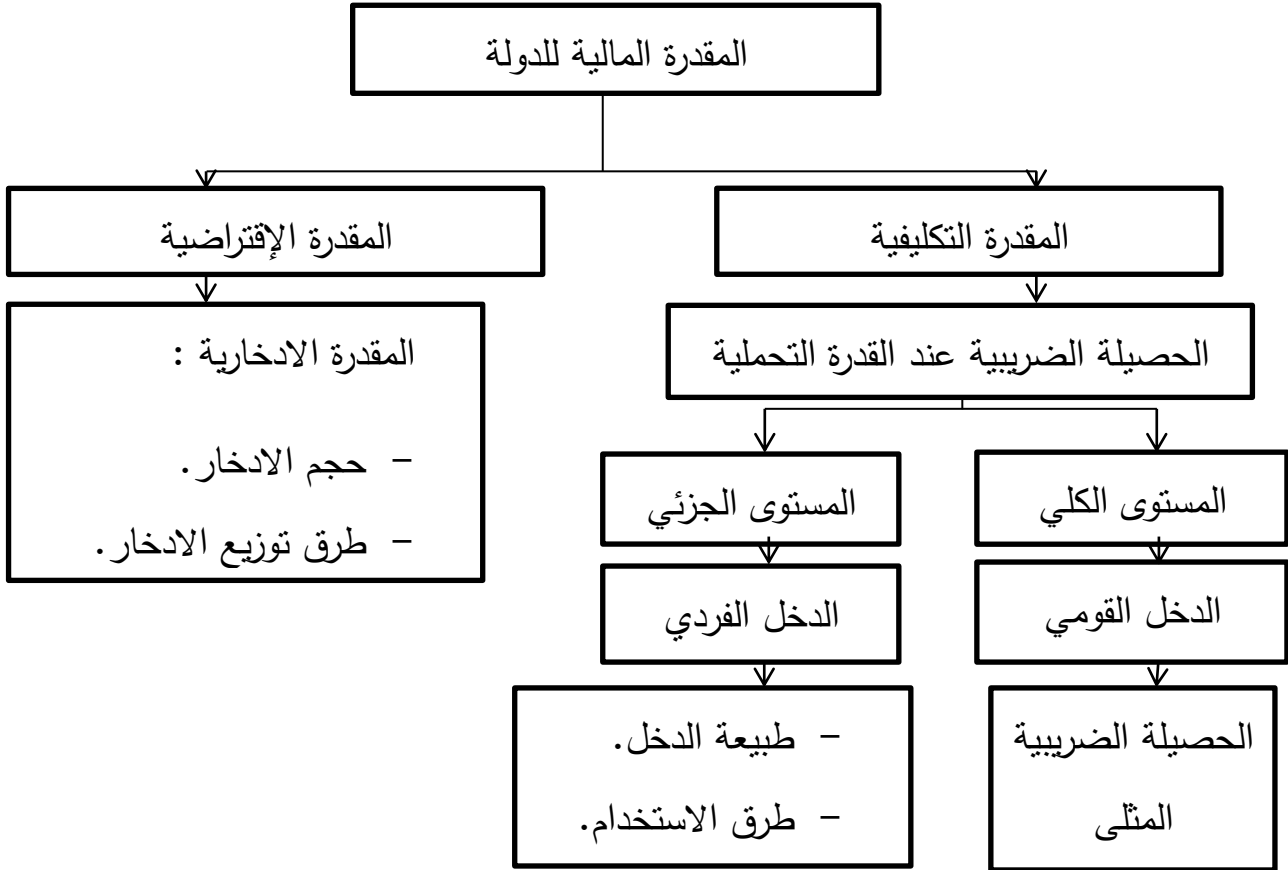 المقدرة المالية للدولة
المقدرة التكليفية
المقدرة الإقتراضية
الحصيلة الضريبية عند القدرة التحملية
المقدرة الادخارية :
- حجم الادخار.
- طرق توزيع الادخار.
المستوى الكلي
المستوى الجزئي
الدخل القومي
الدخل الفردي
الحصيلة الضريبية
المثلى
- طبيعة الدخل.
- طرق الاستخدام.